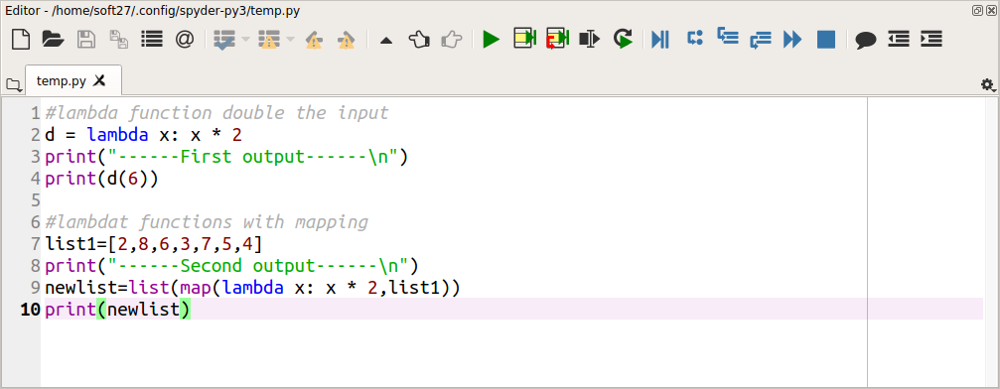 Editor - /home/soft27/.config/spyder-py3/temp.py
temp.py
1 #lambda function double the input
2 d = lambda x: x * 2
3 print("------First output------\n")
4 print(d(6))
5
6 #lambdat functions with mapping
7 list1=[2,8,6,3,7,5,4]
8 print("------Second output------\n")
9 newlist=list(map(lambda x: x * 2,list1))
10 print(newlist)